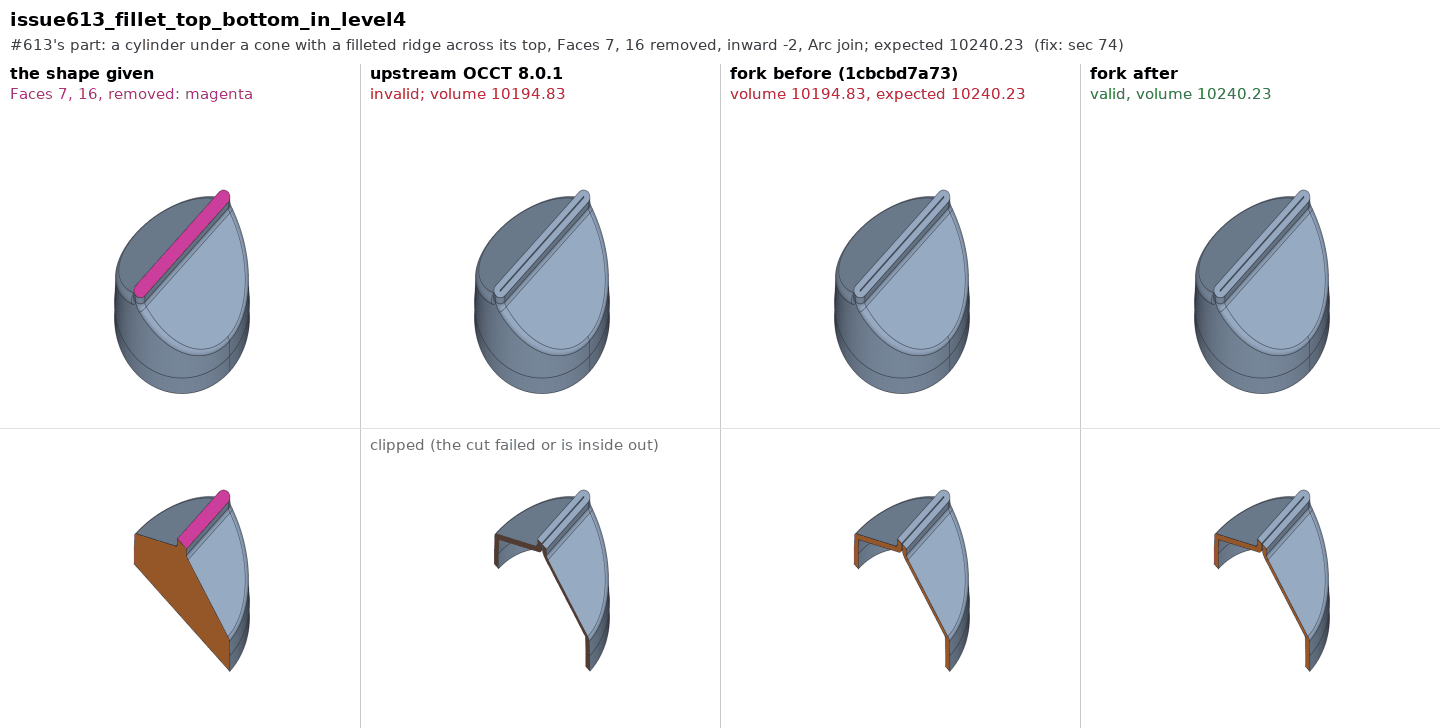 issue613_fillet_top_bottom_in_level4
#613's part: a cylinder under a cone with a filleted ridge across its top, Faces 7, 16 removed, inward -2, Arc join; expected 10240.23  (fix: sec 74)
the shape given
Faces 7, 16, removed: magenta
upstream OCCT 8.0.1
invalid; volume 10194.83
fork before (1cbcbd7a73)
volume 10194.83, expected 10240.23
fork after
valid, volume 10240.23
clipped (the cut failed or is inside out)